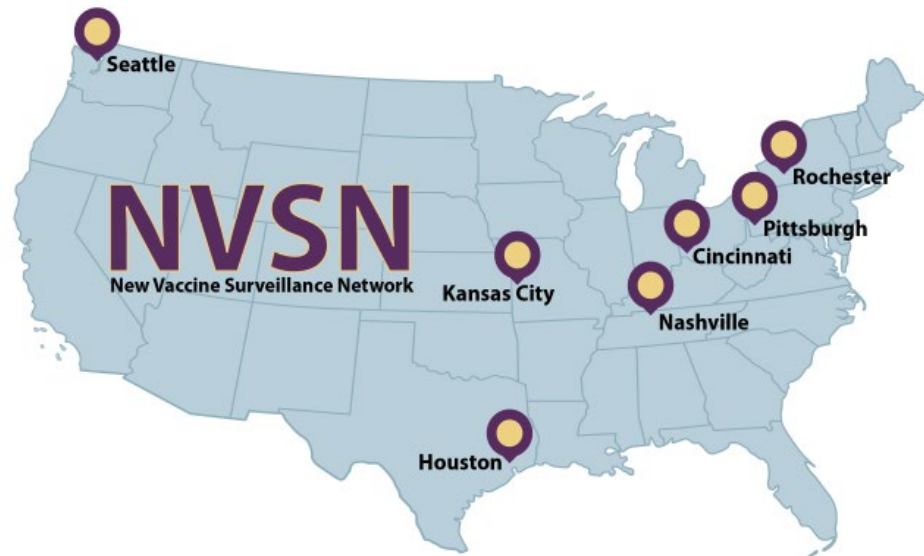 Seattle
Rochester
NVSN
Pittsburgh
Cincinnati
New Vaccine Surveillance Network
Kansas City
Nashville
Houston